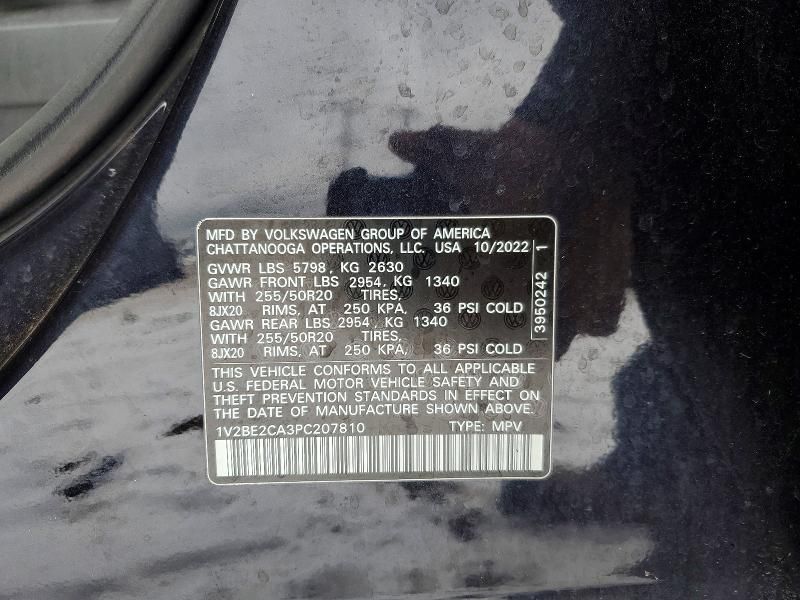 MFD BY VOLKSWAGEN GROUP OF AMERICA
CHATTANOOGA OPERATIONS, LLC. USA 10/2022
GVWR LBS 5798, KG 2630
GAWR FRONT LBS 2954, KG 1340
WITH 255/50R20 TIRES,
8JX20 RIMS, AT 250 KPA, 36 PSI COLD
GAWR REAR LBS 2954, KG 1340
WITH 255/50R20 TIRES,
8JX20 RIMS, AT 250 KPA, 36 PSI COLD
THIS VEHICLE CONFORMS TO ALL APPLICABLE
U.S. FEDERAL MOTOR VEHICLE SAFETY AND
THEFT PREVENTION STANDARDS IN EFFECT ON
THE DATE OF MANUFACTURE SHOWN ABOVE.
1V2BE2CA3PC207810 TYPE: MPV
3950242 1